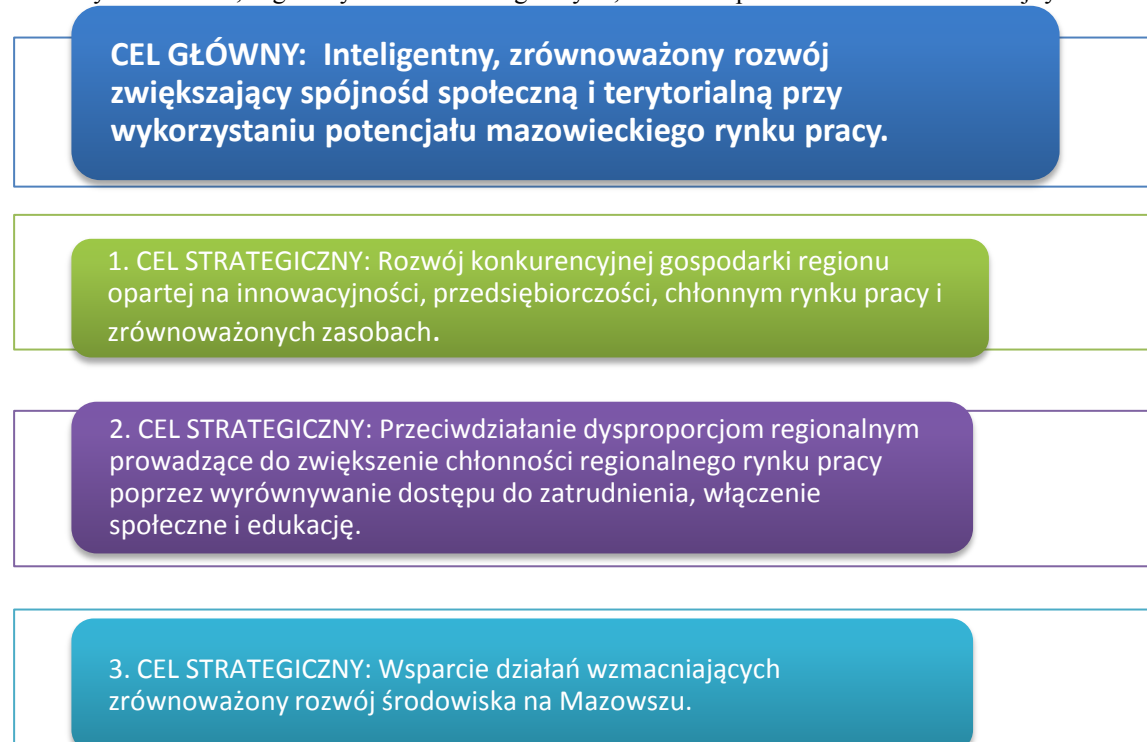 CEL GŁÓWNY: Inteligentny, zrównoważony rozwój
zwiększający spójnośd społeczną i terytorialną przy
wykorzystaniu potencjału mazowieckiego rynku pracy.
1. CEL STRATEGICZNY: Rozwój konkurencyjnej gospodarki regionu
opartej na innowacyjności, przedsiębiorczości, chłonnym rynku pracy i
zrównoważonych zasobach.
2. CEL STRATEGICZNY: Przeciwdziałanie dysproporcjom regionalnym
prowadzące do zwiększenie chłonności regionalnego rynku pracy
poprzez wyrównywanie dostępu do zatrudnienia, włączenie
społeczne i edukację.
3. CEL STRATEGICZNY: Wsparcie działań wzmacniających
zrównoważony rozwój środowiska na Mazowszu.